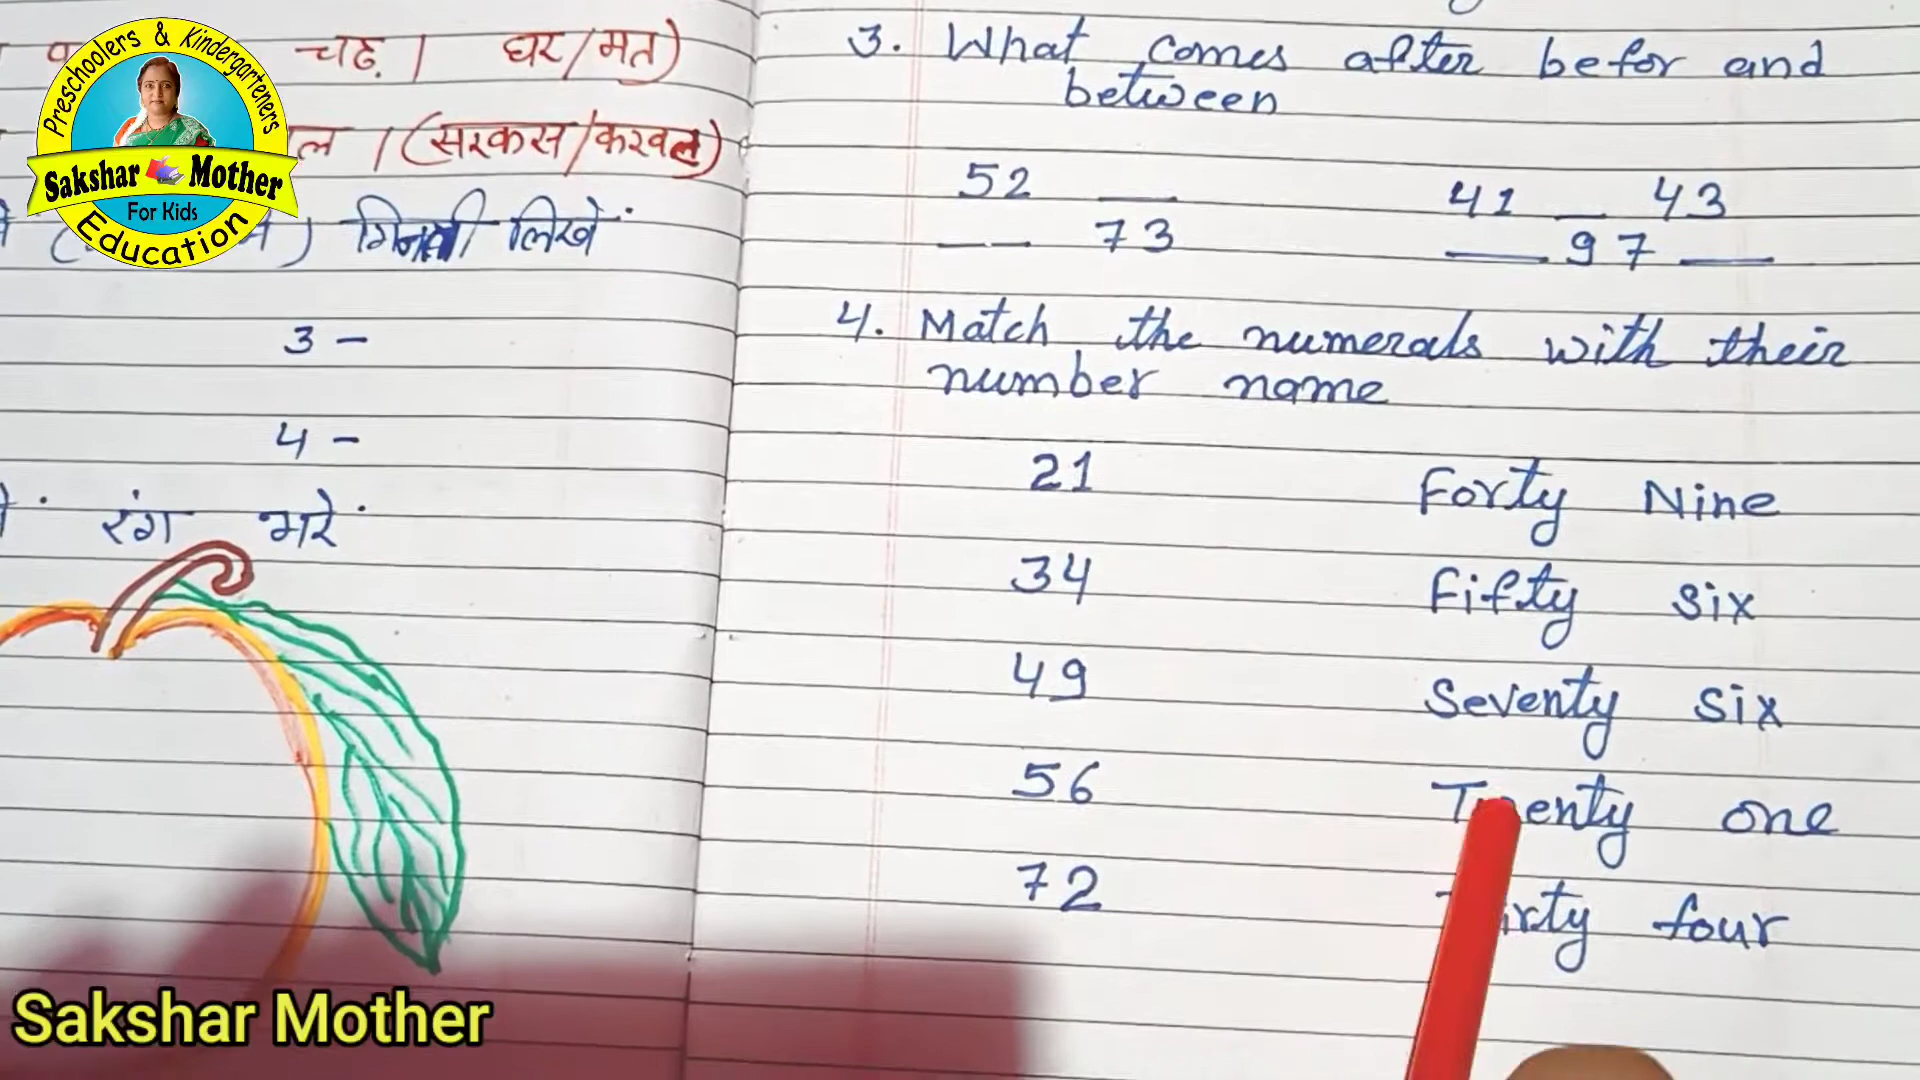 Preschoolers & Kindergarteners
Sakshar Mother
For Kids
Education
चढ़ । घर/मत)
ल । (सरकस/करवल)
गिनती लिखें
3 -
4 -
रंग भरें
3. What comes after befor and
between
52 __ 41 __ 43
__ 73 __ 97 __
4. Match the numerals with their
number name
21 Forty Nine
34 Fifty six
49 Seventy six
56 Twenty one
72 four
Sakshar Mother